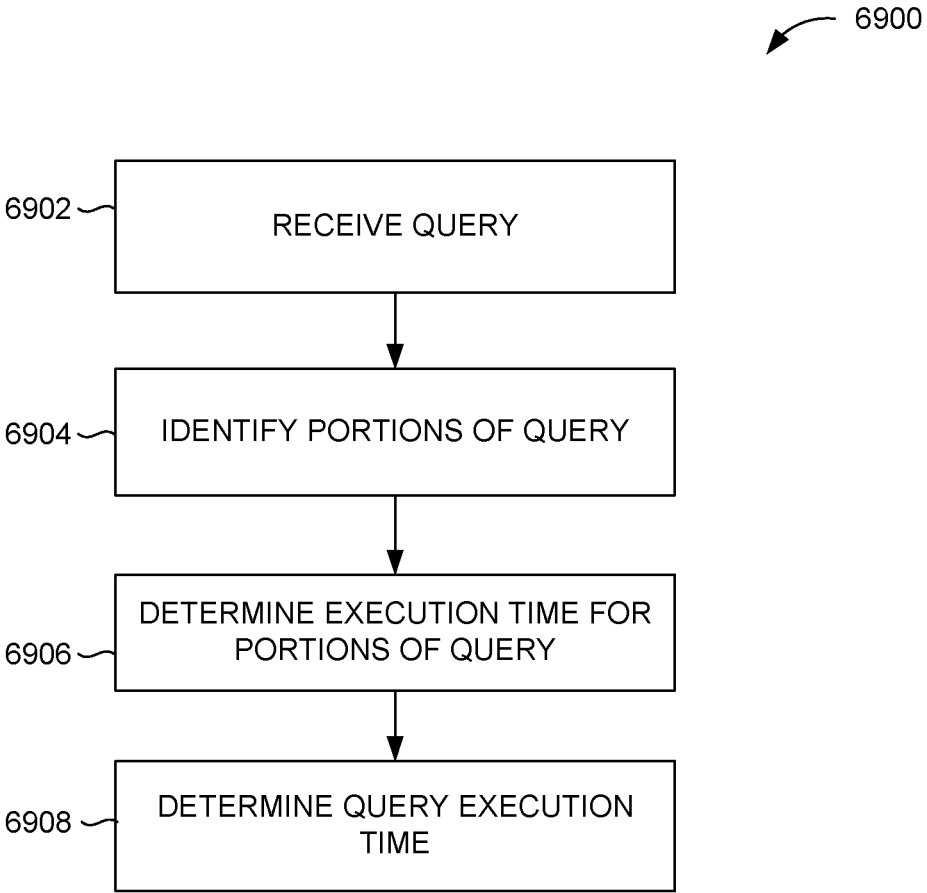 6900
6902
RECEIVE QUERY
6904
IDENTIFY PORTIONS OF QUERY
6906
DETERMINE EXECUTION TIME FOR
PORTIONS OF QUERY
6908
DETERMINE QUERY EXECUTION
TIME